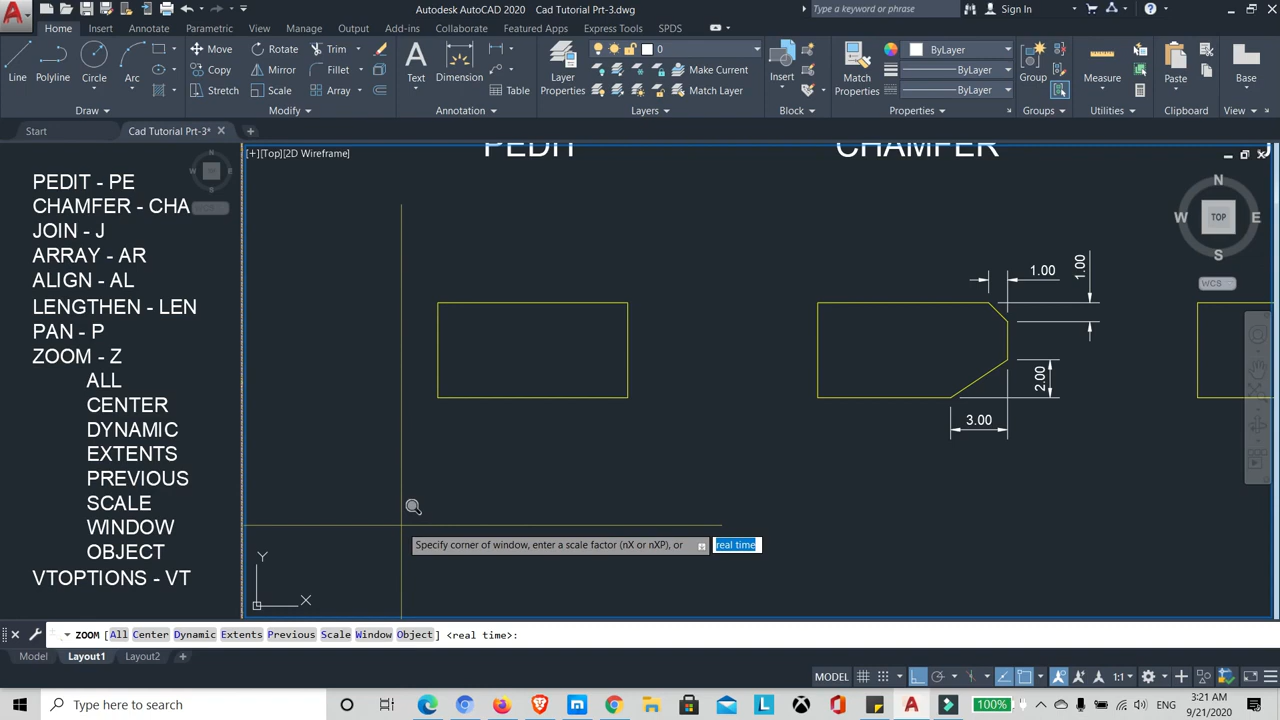 Autodesk AutoCAD 2020 Cad Tutorial Prt-3.dwg
Type a keyword or phrase
Sign In
Home Insert Annotate Parametric View Manage Output Add-ins Collaborate Featured Apps Express Tools SPDS
Line
Polyline
Circle
Arc
Move
Rotate
Trim
Copy
Mirror
Fillet
Stretch
Scale
Array
Text
Dimension
Table
Layer
Properties
0
Make Current
Match Layer
Insert
Match
Properties
ByLayer
ByLayer
ByLayer
Group
Measure
Paste
Base
Draw
Modify
Annotation
Layers
Block
Properties
Groups
Utilities
Clipboard
View
Start
Cad Tutorial Prt-3*
[+][Top][2D Wireframe]
PEDIT
CHAMFER
PEDIT - PE
CHAMFER - CHA
JOIN - J
ARRAY - AR
ALIGN - AL
LENGTHEN - LEN
PAN - P
ZOOM - Z
ALL
CENTER
DYNAMIC
EXTENTS
PREVIOUS
SCALE
WINDOW
OBJECT
VTOPTIONS - VT
N
W
E
S
WCS
N
W
TOP
E
S
WCS
1.00
1.00
2.00
3.00
Specify corner of window, enter a scale factor (nX or nXP), or
real time
Y
X
ZOOM [All Center Dynamic Extents Previous Scale Window Object] <real time>:
Model
Layout1
Layout2
MODEL
1:1
Type here to search
100%
ENG
3:21 AM
9/21/2020